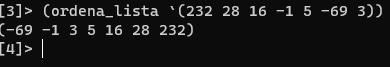 [3]> (ordena_lista `(232 28 16 -1 5 -69 3))
(-69 -1 3 5 16 28 232)
[4]>